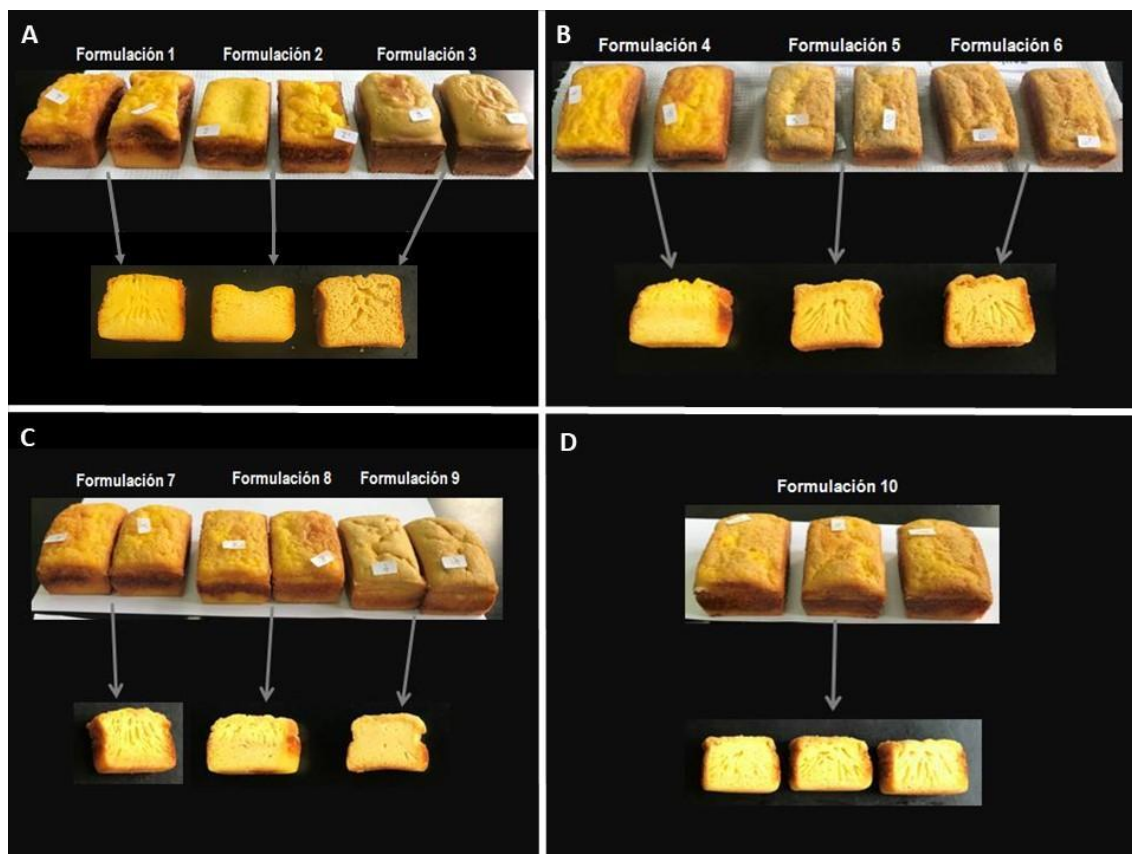 A
Formulación 1
Formulación 2
Formulación 3
B
Formulación 4
Formulación 5
Formulación 6
C
Formulación 7
Formulación 8
Formulación 9
D
Formulación 10